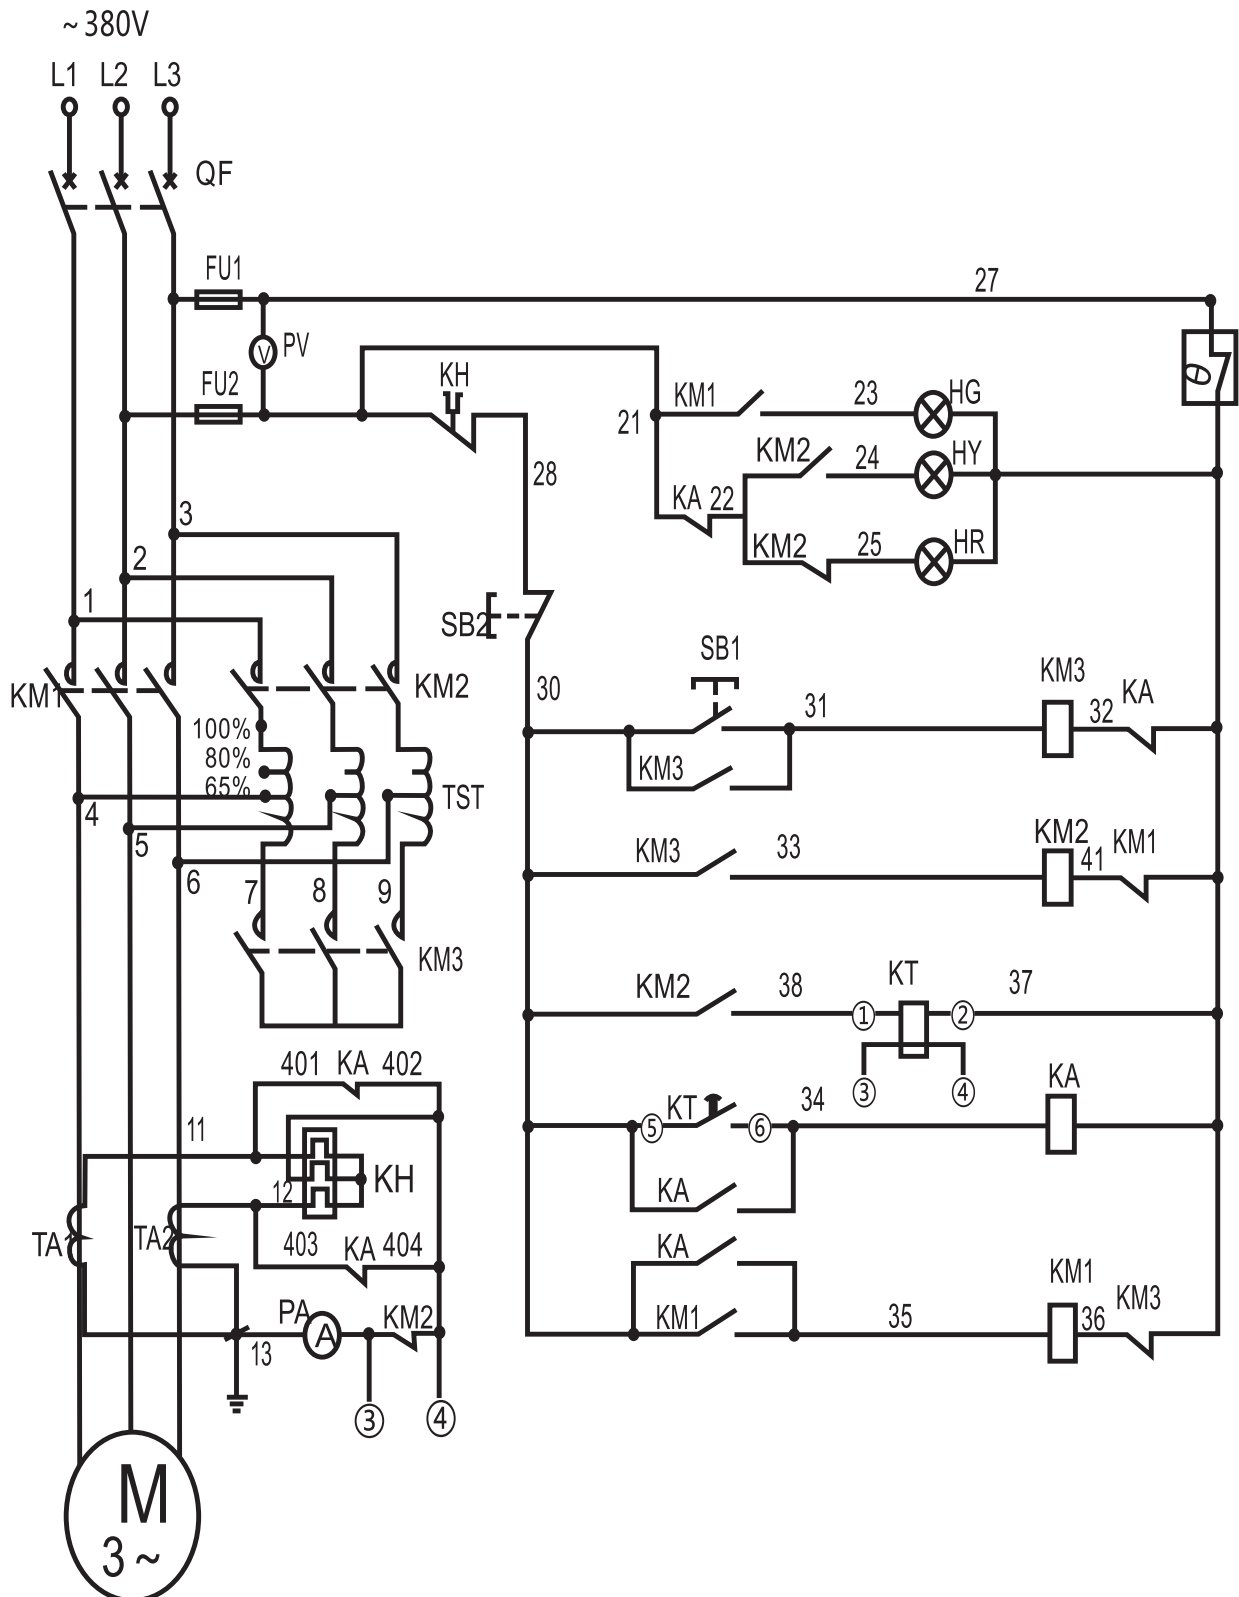 ~380V
L1 L2 L3
QF
FU1
27
PV
V
FU2
KH
θ
21
KM1
23
HG
KM2
24
HY
28
KA 22
KM2
25
HR
3
2
1
SB2
KM1
KM2
30
SB1
31
KM3
32
KA
100%
80%
65%
KM3
TST
4
5
6
KM3
33
KM2
41
KM1
7
8
9
KM3
KM2
38
KT
37
①
②
③
④
401 KA 402
11
KT
⑤
⑥
34
KA
12
KH
KA
TA1
TA2
403
KA 404
KA
PA
A
KM2
KM1
35
KM1
36
KM3
13
③
④
M
3~